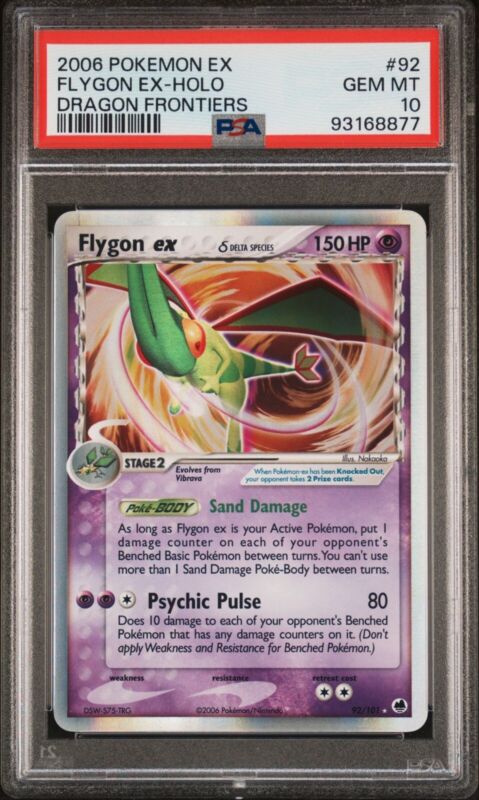 2006 POKEMON EX #92
FLYGON EX-HOLO GEM MT
DRAGON FRONTIERS 10
PSA 93168877
Flygon ex δ DELTA SPECIES 150 HP
Illus. Nakaoka
STAGE 2
Evolves from
Vibrava
When Pokémon-ex has been Knocked Out,
your opponent takes 2 Prize cards.
Poké-BODY Sand Damage
As long as Flygon ex is your Active Pokémon, put 1
damage counter on each of your opponent's
Benched Basic Pokémon between turns. You can't use
more than 1 Sand Damage Poké-Body between turns.
Psychic Pulse 80
Does 10 damage to each of your opponent's Benched
Pokémon that has any damage counters on it. (Don't
apply Weakness and Resistance for Benched Pokémon.)
weakness resistance retreat cost
DSW-S75-TRG ©2006 Pokémon/Nintendo 92/101